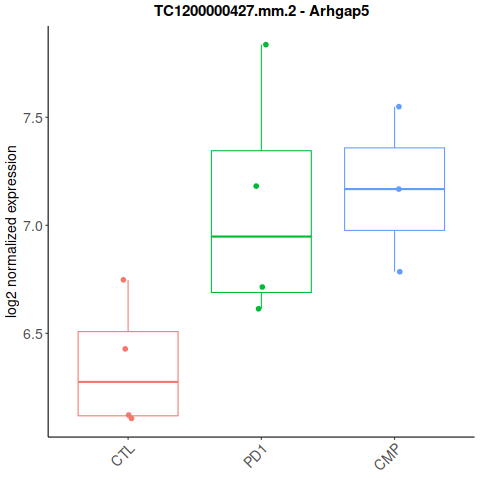 TC1200000427.mm.2 - Arhgap5
log2 normalized expression
7.5
7.0
6.5
CTL
PD1
CMP